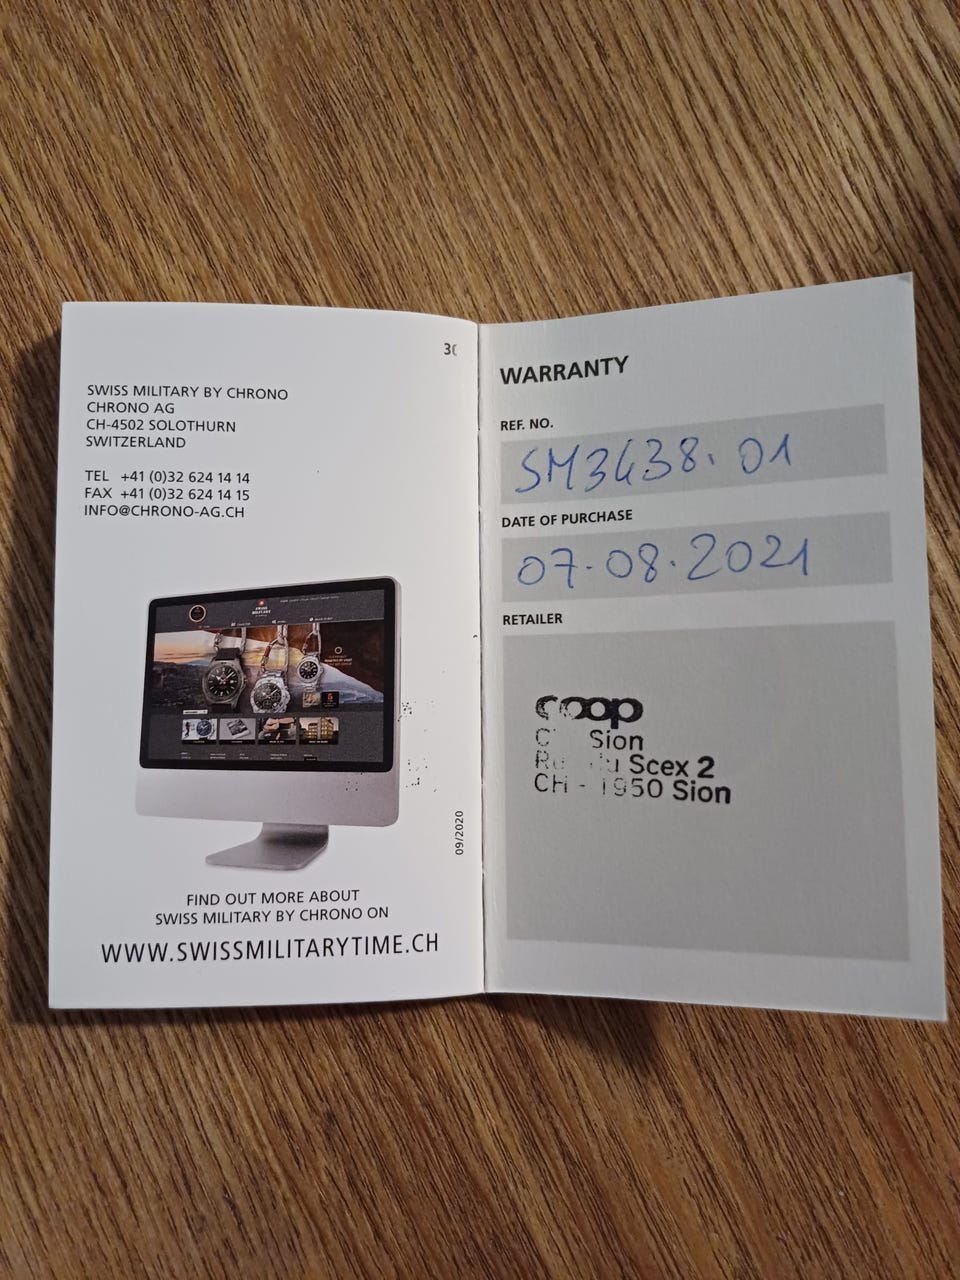 SWISS MILITARY BY CHRONO
CHRONO AG
CH-4502 SOLOTHURN
SWITZERLAND
TEL +41 (0)32 624 14 14
FAX +41 (0)32 624 14 15
INFO@CHRONO-AG.CH
SWISS
MILITARY
09/2020
FIND OUT MORE ABOUT
SWISS MILITARY BY CHRONO ON
WWW.SWISSMILITARYTIME.CH
WARRANTY
REF. NO.
SM3438.01
DATE OF PURCHASE
07.08.2021
RETAILER
coop
Sion
Scex 2
CH - 1950 Sion